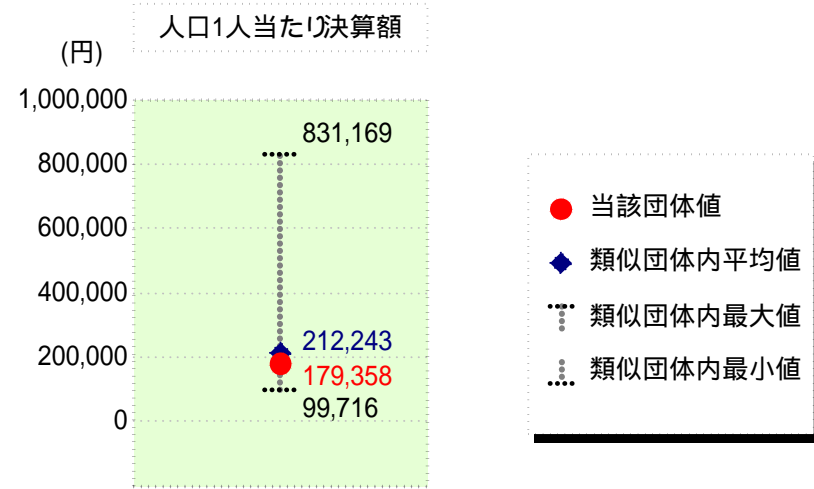 人口1人当たり決算額
(円)
1,000,000
831,169
800,000
600,000
400,000
212,243
200,000
179,358
99,716
0
当該団体値
類似団体内平均値
類似団体内最大値
類似団体内最小値